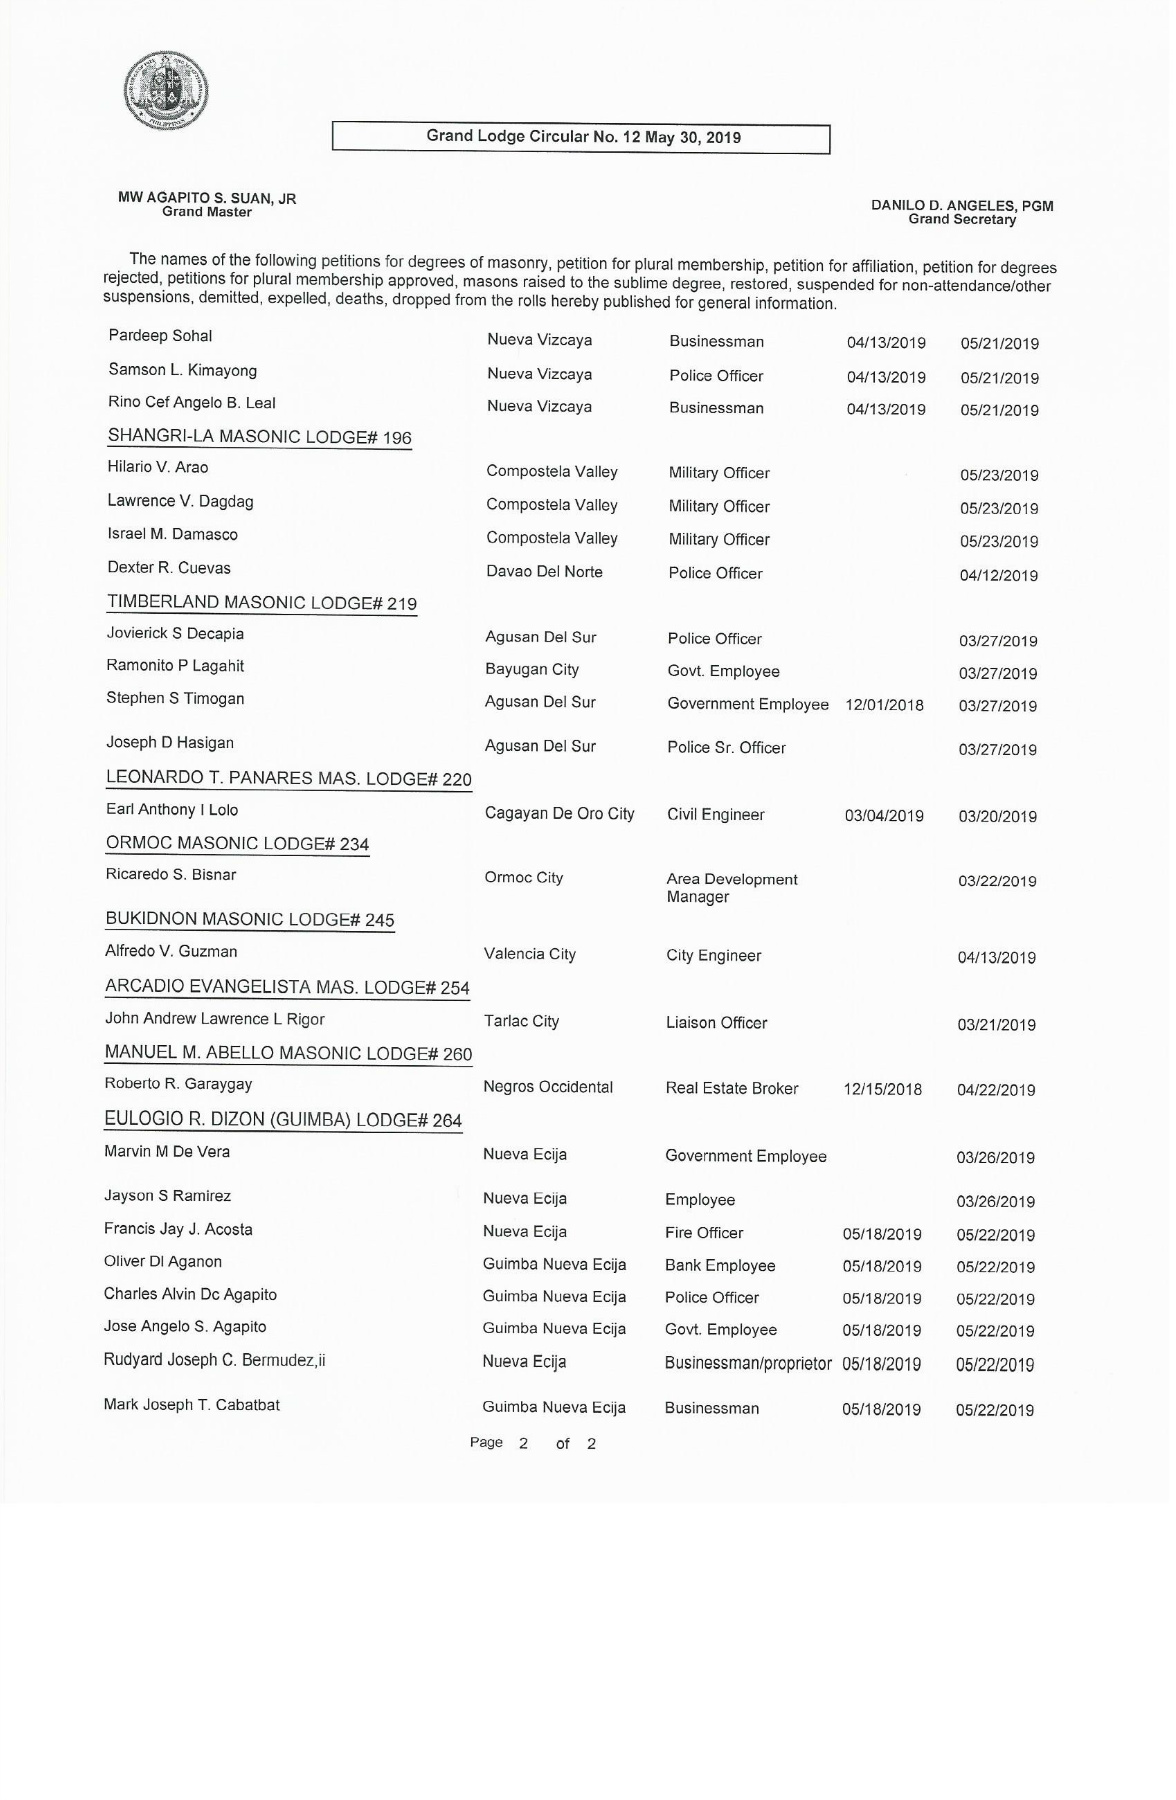 PHILIPPINES
Grand Lodge Circular No. 12 May 30, 2019
MW AGAPITO S. SUAN, JR
Grand Master
DANILO D. ANGELES, PGM
Grand Secretary
The names of the following petitions for degrees of masonry, petition for plural membership, petition for affiliation, petition for degrees
rejected, petitions for plural membership approved, masons raised to the sublime degree, restored, suspended for non-attendance/other
suspensions, demitted, expelled, deaths, dropped from the rolls hereby published for general information.
Pardeep Sohal Nueva Vizcaya Businessman 04/13/2019 05/21/2019
Samson L. Kimayong Nueva Vizcaya Police Officer 04/13/2019 05/21/2019
Rino Cef Angelo B. Leal Nueva Vizcaya Businessman 04/13/2019 05/21/2019
SHANGRI-LA MASONIC LODGE# 196
Hilario V. Arao Compostela Valley Military Officer 05/23/2019
Lawrence V. Dagdag Compostela Valley Military Officer 05/23/2019
Israel M. Damasco Compostela Valley Military Officer 05/23/2019
Dexter R. Cuevas Davao Del Norte Police Officer 04/12/2019
TIMBERLAND MASONIC LODGE# 219
Jovierick S Decapia Agusan Del Sur Police Officer 03/27/2019
Ramonito P Lagahit Bayugan City Govt. Employee 03/27/2019
Stephen S Timogan Agusan Del Sur Government Employee 12/01/2018 03/27/2019
Joseph D Hasigan Agusan Del Sur Police Sr. Officer 03/27/2019
LEONARDO T. PANARES MAS. LODGE# 220
Earl Anthony I Lolo Cagayan De Oro City Civil Engineer 03/04/2019 03/20/2019
ORMOC MASONIC LODGE# 234
Ricaredo S. Bisnar Ormoc City Area Development 03/22/2019
Manager
BUKIDNON MASONIC LODGE# 245
Alfredo V. Guzman Valencia City City Engineer 04/13/2019
ARCADIO EVANGELISTA MAS. LODGE# 254
John Andrew Lawrence L Rigor Tarlac City Liaison Officer 03/21/2019
MANUEL M. ABELLO MASONIC LODGE# 260
Roberto R. Garaygay Negros Occidental Real Estate Broker 12/15/2018 04/22/2019
EULOGIO R. DIZON (GUIMBA) LODGE# 264
Marvin M De Vera Nueva Ecija Government Employee 03/26/2019
Jayson S Ramirez Nueva Ecija Employee 03/26/2019
Francis Jay J. Acosta Nueva Ecija Fire Officer 05/18/2019 05/22/2019
Oliver Dl Aganon Guimba Nueva Ecija Bank Employee 05/18/2019 05/22/2019
Charles Alvin Dc Agapito Guimba Nueva Ecija Police Officer 05/18/2019 05/22/2019
Jose Angelo S. Agapito Guimba Nueva Ecija Govt. Employee 05/18/2019 05/22/2019
Rudyard Joseph C. Bermudez,ii Nueva Ecija Businessman/proprietor 05/18/2019 05/22/2019
Mark Joseph T. Cabatbat Guimba Nueva Ecija Businessman 05/18/2019 05/22/2019
Page 2 of 2